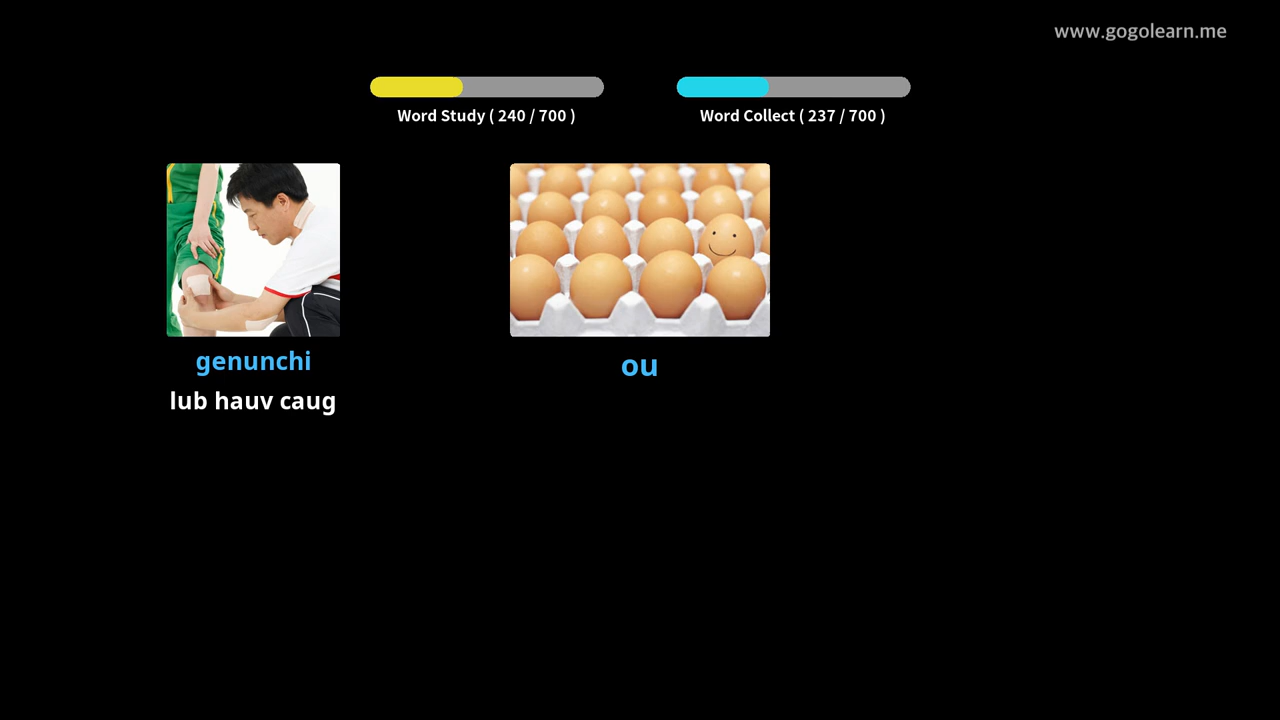 www.gogolearn.me
Word Study ( 240 / 700 )
Word Collect ( 237 / 700 )
genunchi
lub hauv caug
ou